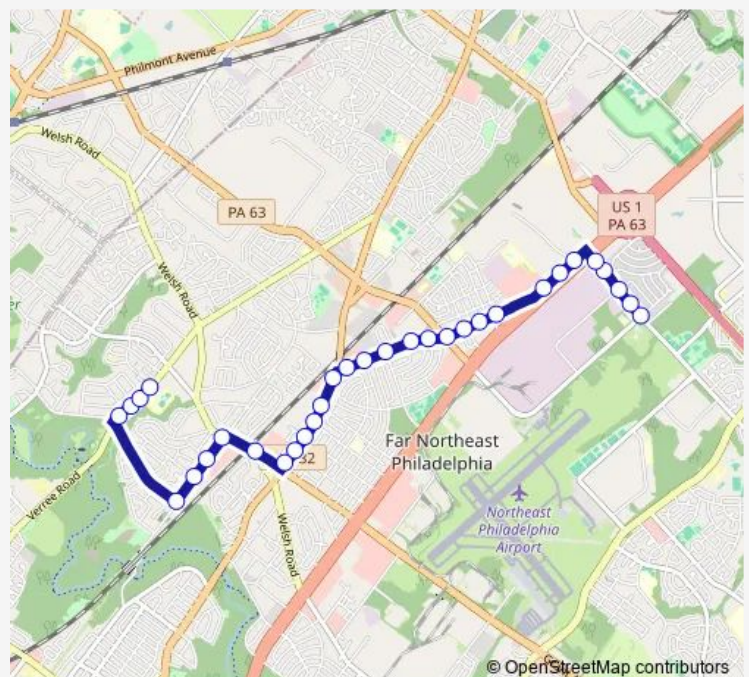 Philmont Avenue
Welsh Road
PA 63
US 1
PA 63
Welsh Road
Far Northeast
Philadelphia
Verree Road
Northeast
Philadelphia
Airport
Welsh Road
© OpenStreetMap contributors